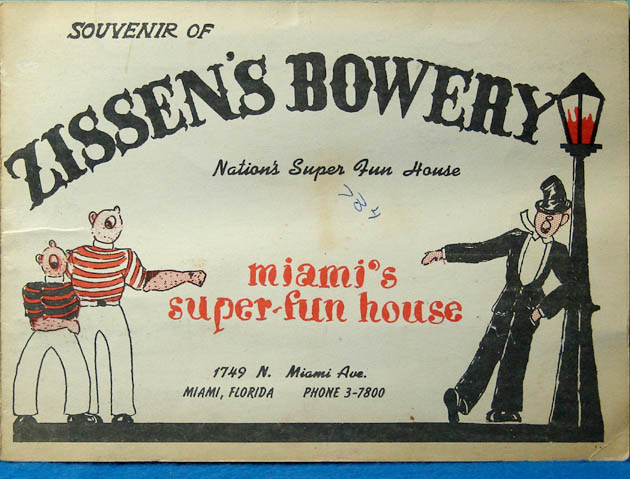 SOUVENIR OF
ZISSEN'S BOWERY
Nation's Super Fun House
miami's
super-fun house
1749 N. Miami Ave.
MIAMI, FLORIDA PHONE 3-7800